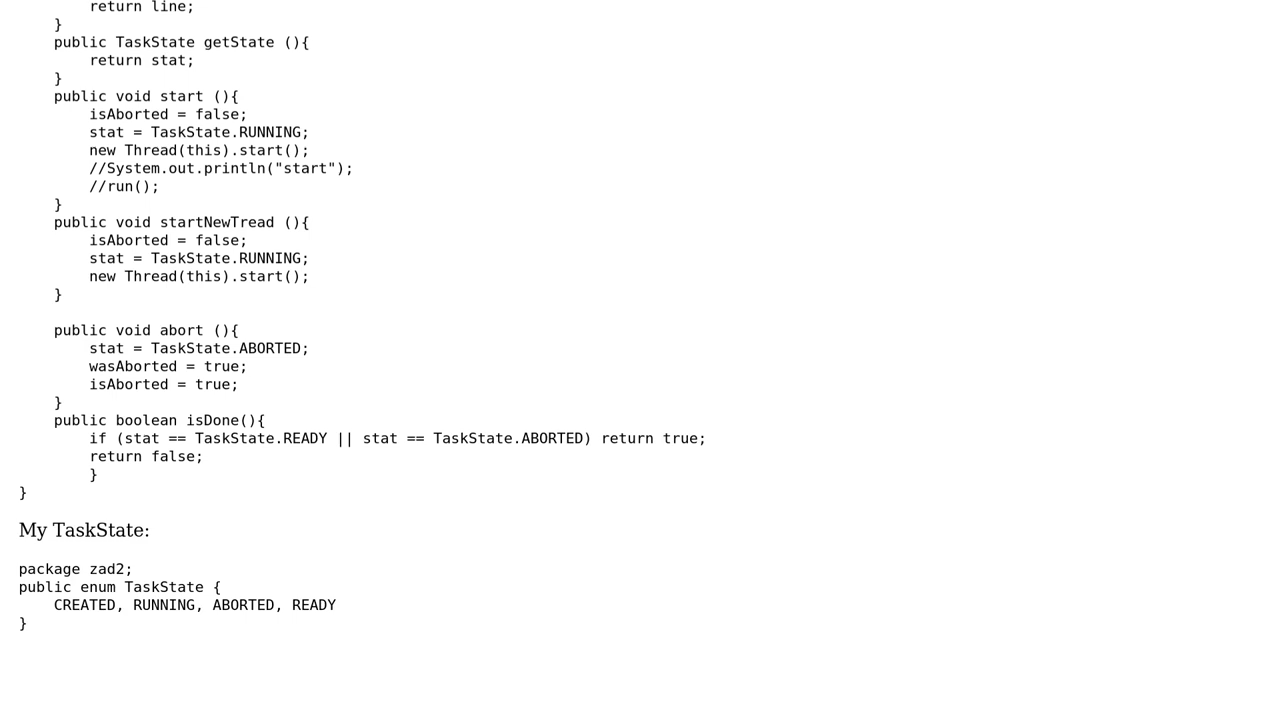 return line;
    }
    public TaskState getState (){
        return stat;
    }
    public void start (){
        isAborted = false;
        stat = TaskState.RUNNING;
        new Thread(this).start();
        //System.out.println("start");
        //run();
    }
    public void startNewTread (){
        isAborted = false;
        stat = TaskState.RUNNING;
        new Thread(this).start();
    }

    public void abort (){
        stat = TaskState.ABORTED;
        wasAborted = true;
        isAborted = true;
    }
    public boolean isDone(){
        if (stat == TaskState.READY || stat == TaskState.ABORTED) return true;
        return false;
        }
}
My TaskState:
package zad2;
public enum TaskState {
    CREATED, RUNNING, ABORTED, READY
}